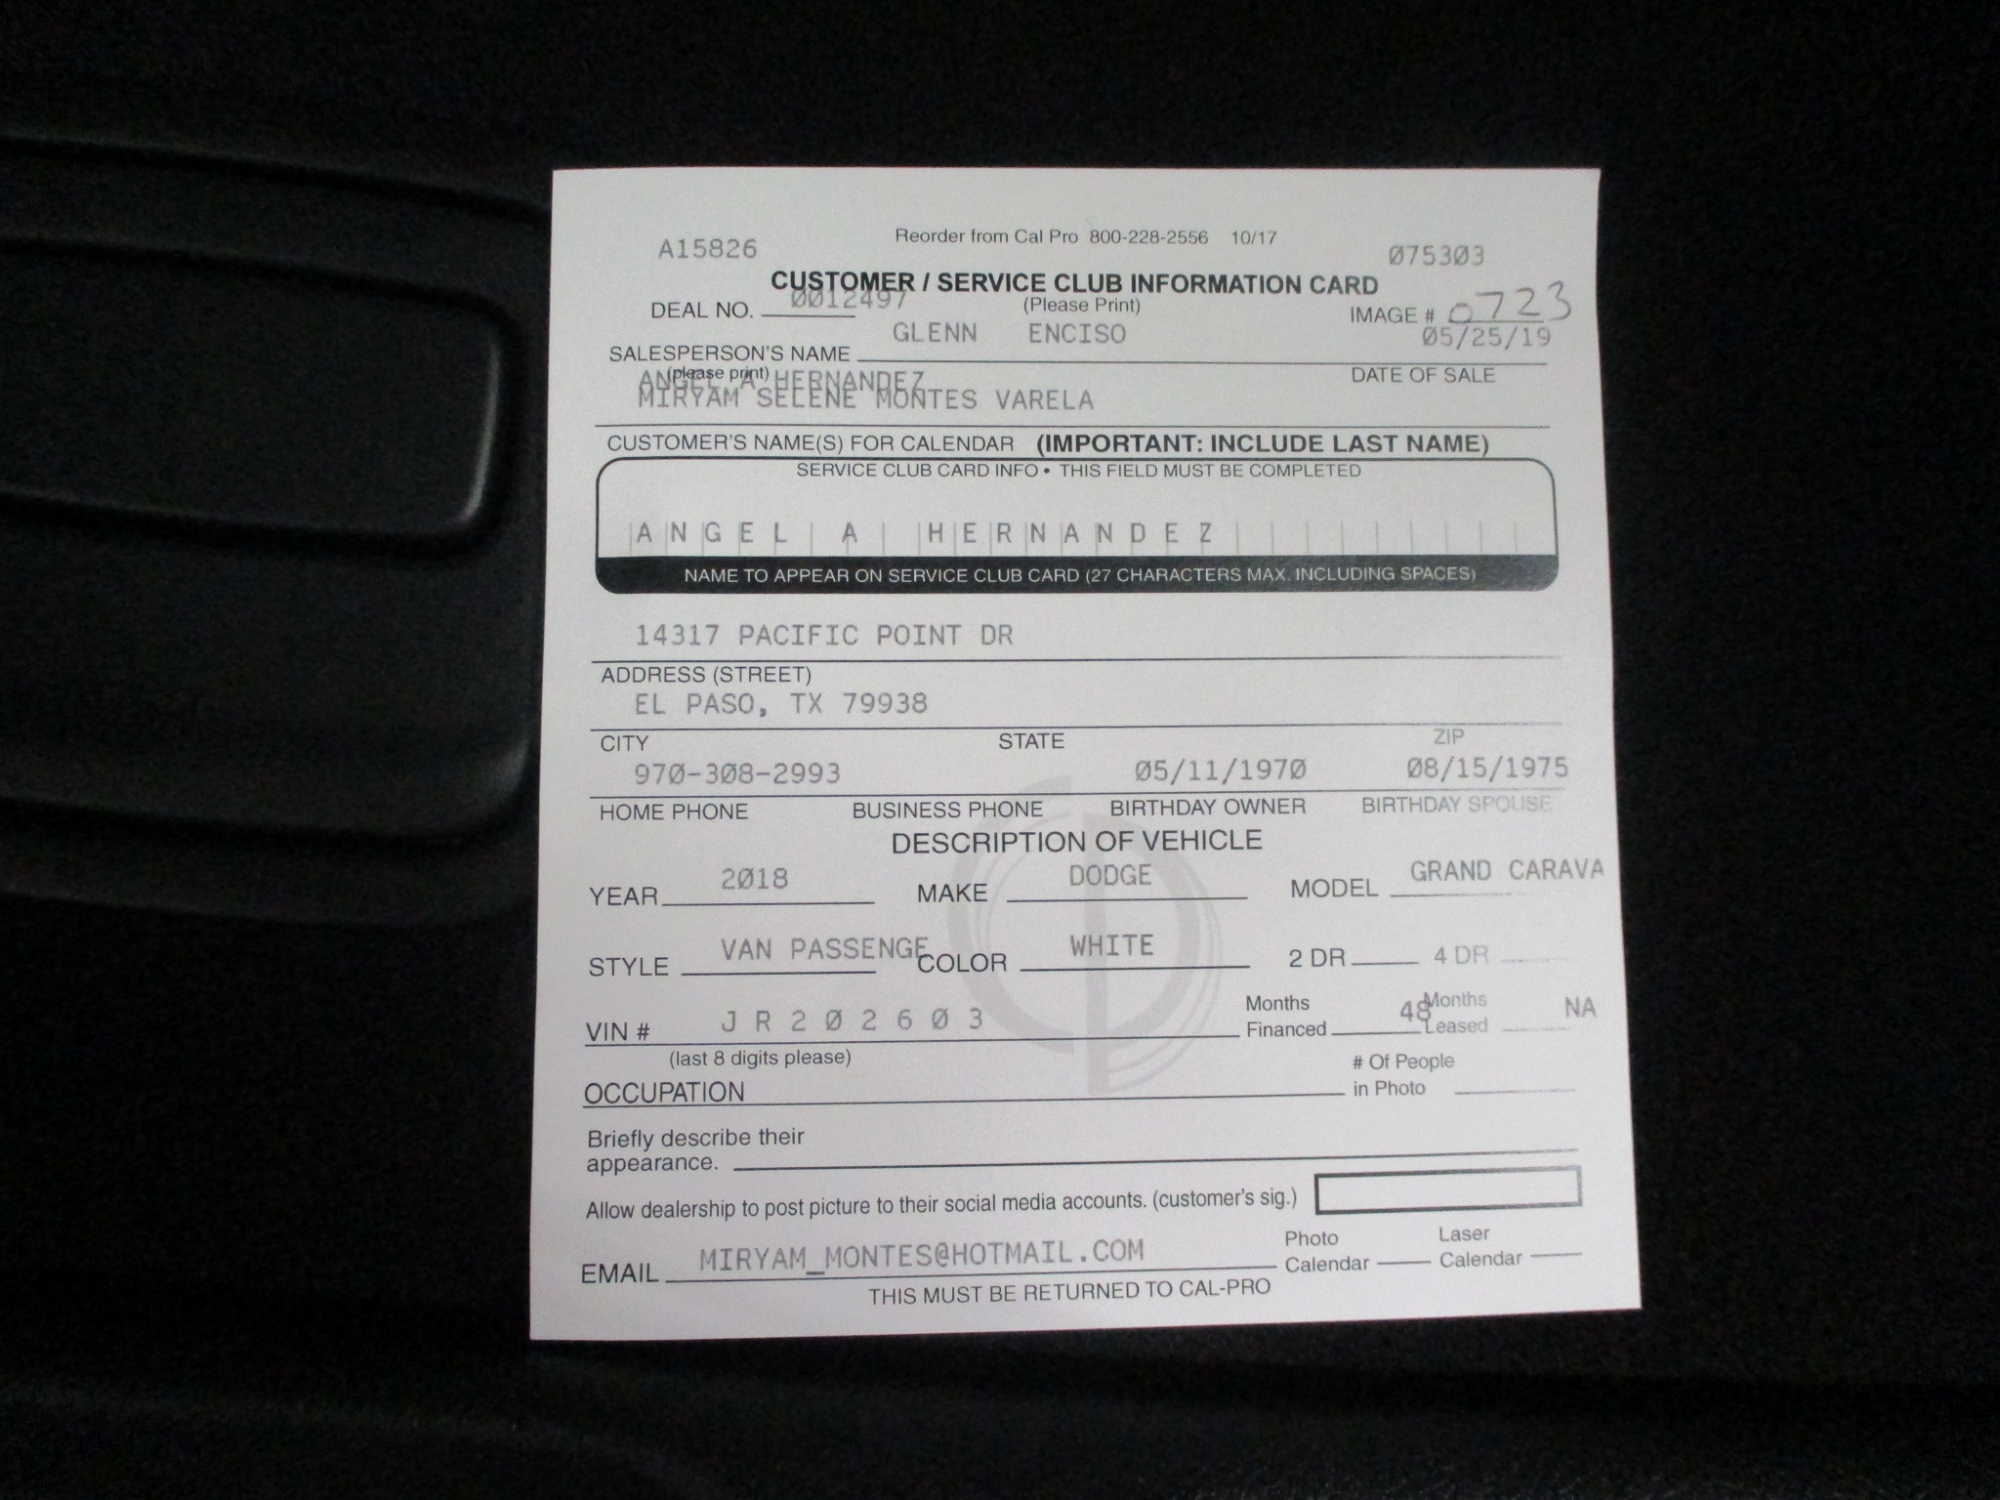 Reorder from Cal Pro 800-228-2556 10/17
A15826 075303
CUSTOMER / SERVICE CLUB INFORMATION CARD
DEAL NO. 0012497 (Please Print) IMAGE # 0723
GLENN ENCISO 05/25/19
SALESPERSON'S NAME
(please print) DATE OF SALE
ANGEL A HERNANDEZ
MIRYAM SELENE MONTES VARELA
CUSTOMER'S NAME(S) FOR CALENDAR (IMPORTANT: INCLUDE LAST NAME)
SERVICE CLUB CARD INFO • THIS FIELD MUST BE COMPLETED
ANGEL A HERNANDEZ
NAME TO APPEAR ON SERVICE CLUB CARD (27 CHARACTERS MAX. INCLUDING SPACES)
14317 PACIFIC POINT DR
ADDRESS (STREET)
EL PASO, TX 79938
CITY STATE ZIP
970-308-2993 05/11/1970 08/15/1975
HOME PHONE BUSINESS PHONE BIRTHDAY OWNER BIRTHDAY SPOUSE
DESCRIPTION OF VEHICLE
YEAR 2018 MAKE DODGE MODEL GRAND CARAVA
STYLE VAN PASSENGE COLOR WHITE 2 DR 4 DR
VIN # JR202603 Months Financed 48 Months Leased NA
(last 8 digits please)
OCCUPATION # Of People in Photo
Briefly describe their
appearance.
Allow dealership to post picture to their social media accounts. (customer's sig.)
EMAIL MIRYAM_MONTES@HOTMAIL.COM Photo Calendar Laser Calendar
THIS MUST BE RETURNED TO CAL-PRO